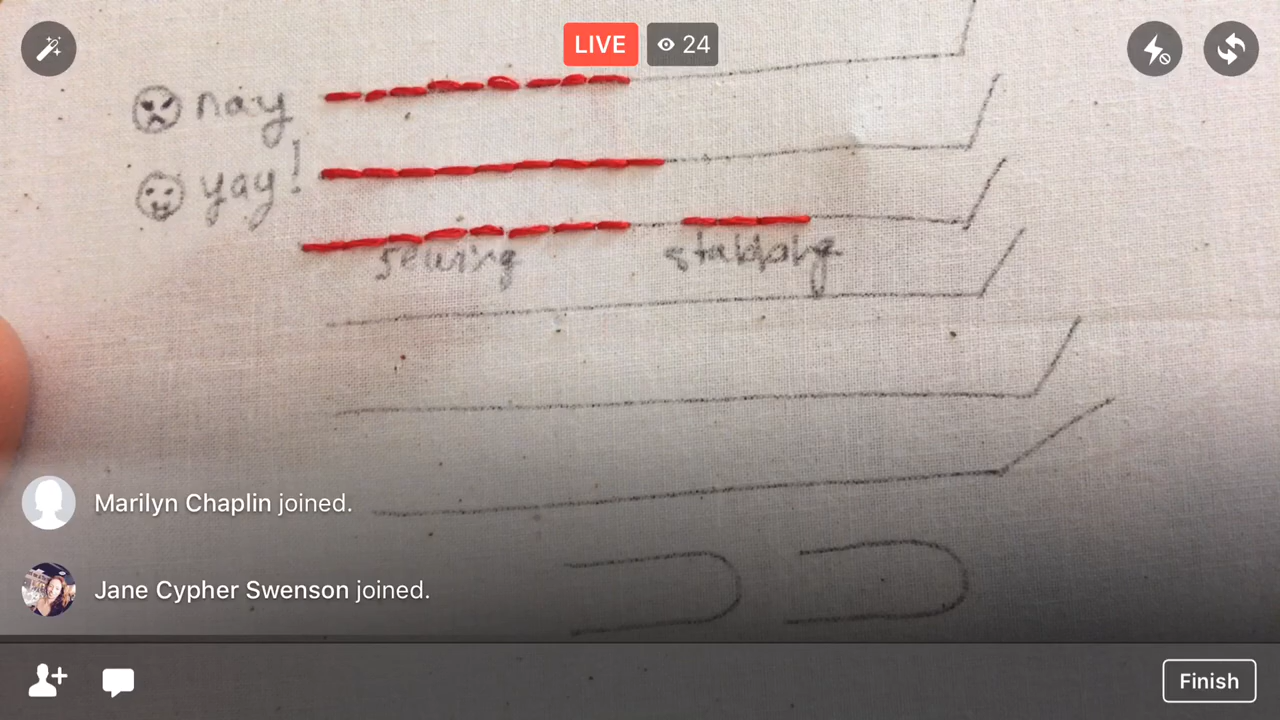 LIVE 24
nay
yay!
sewing stabbing
Marilyn Chaplin joined.
Jane Cypher Swenson joined.
Finish